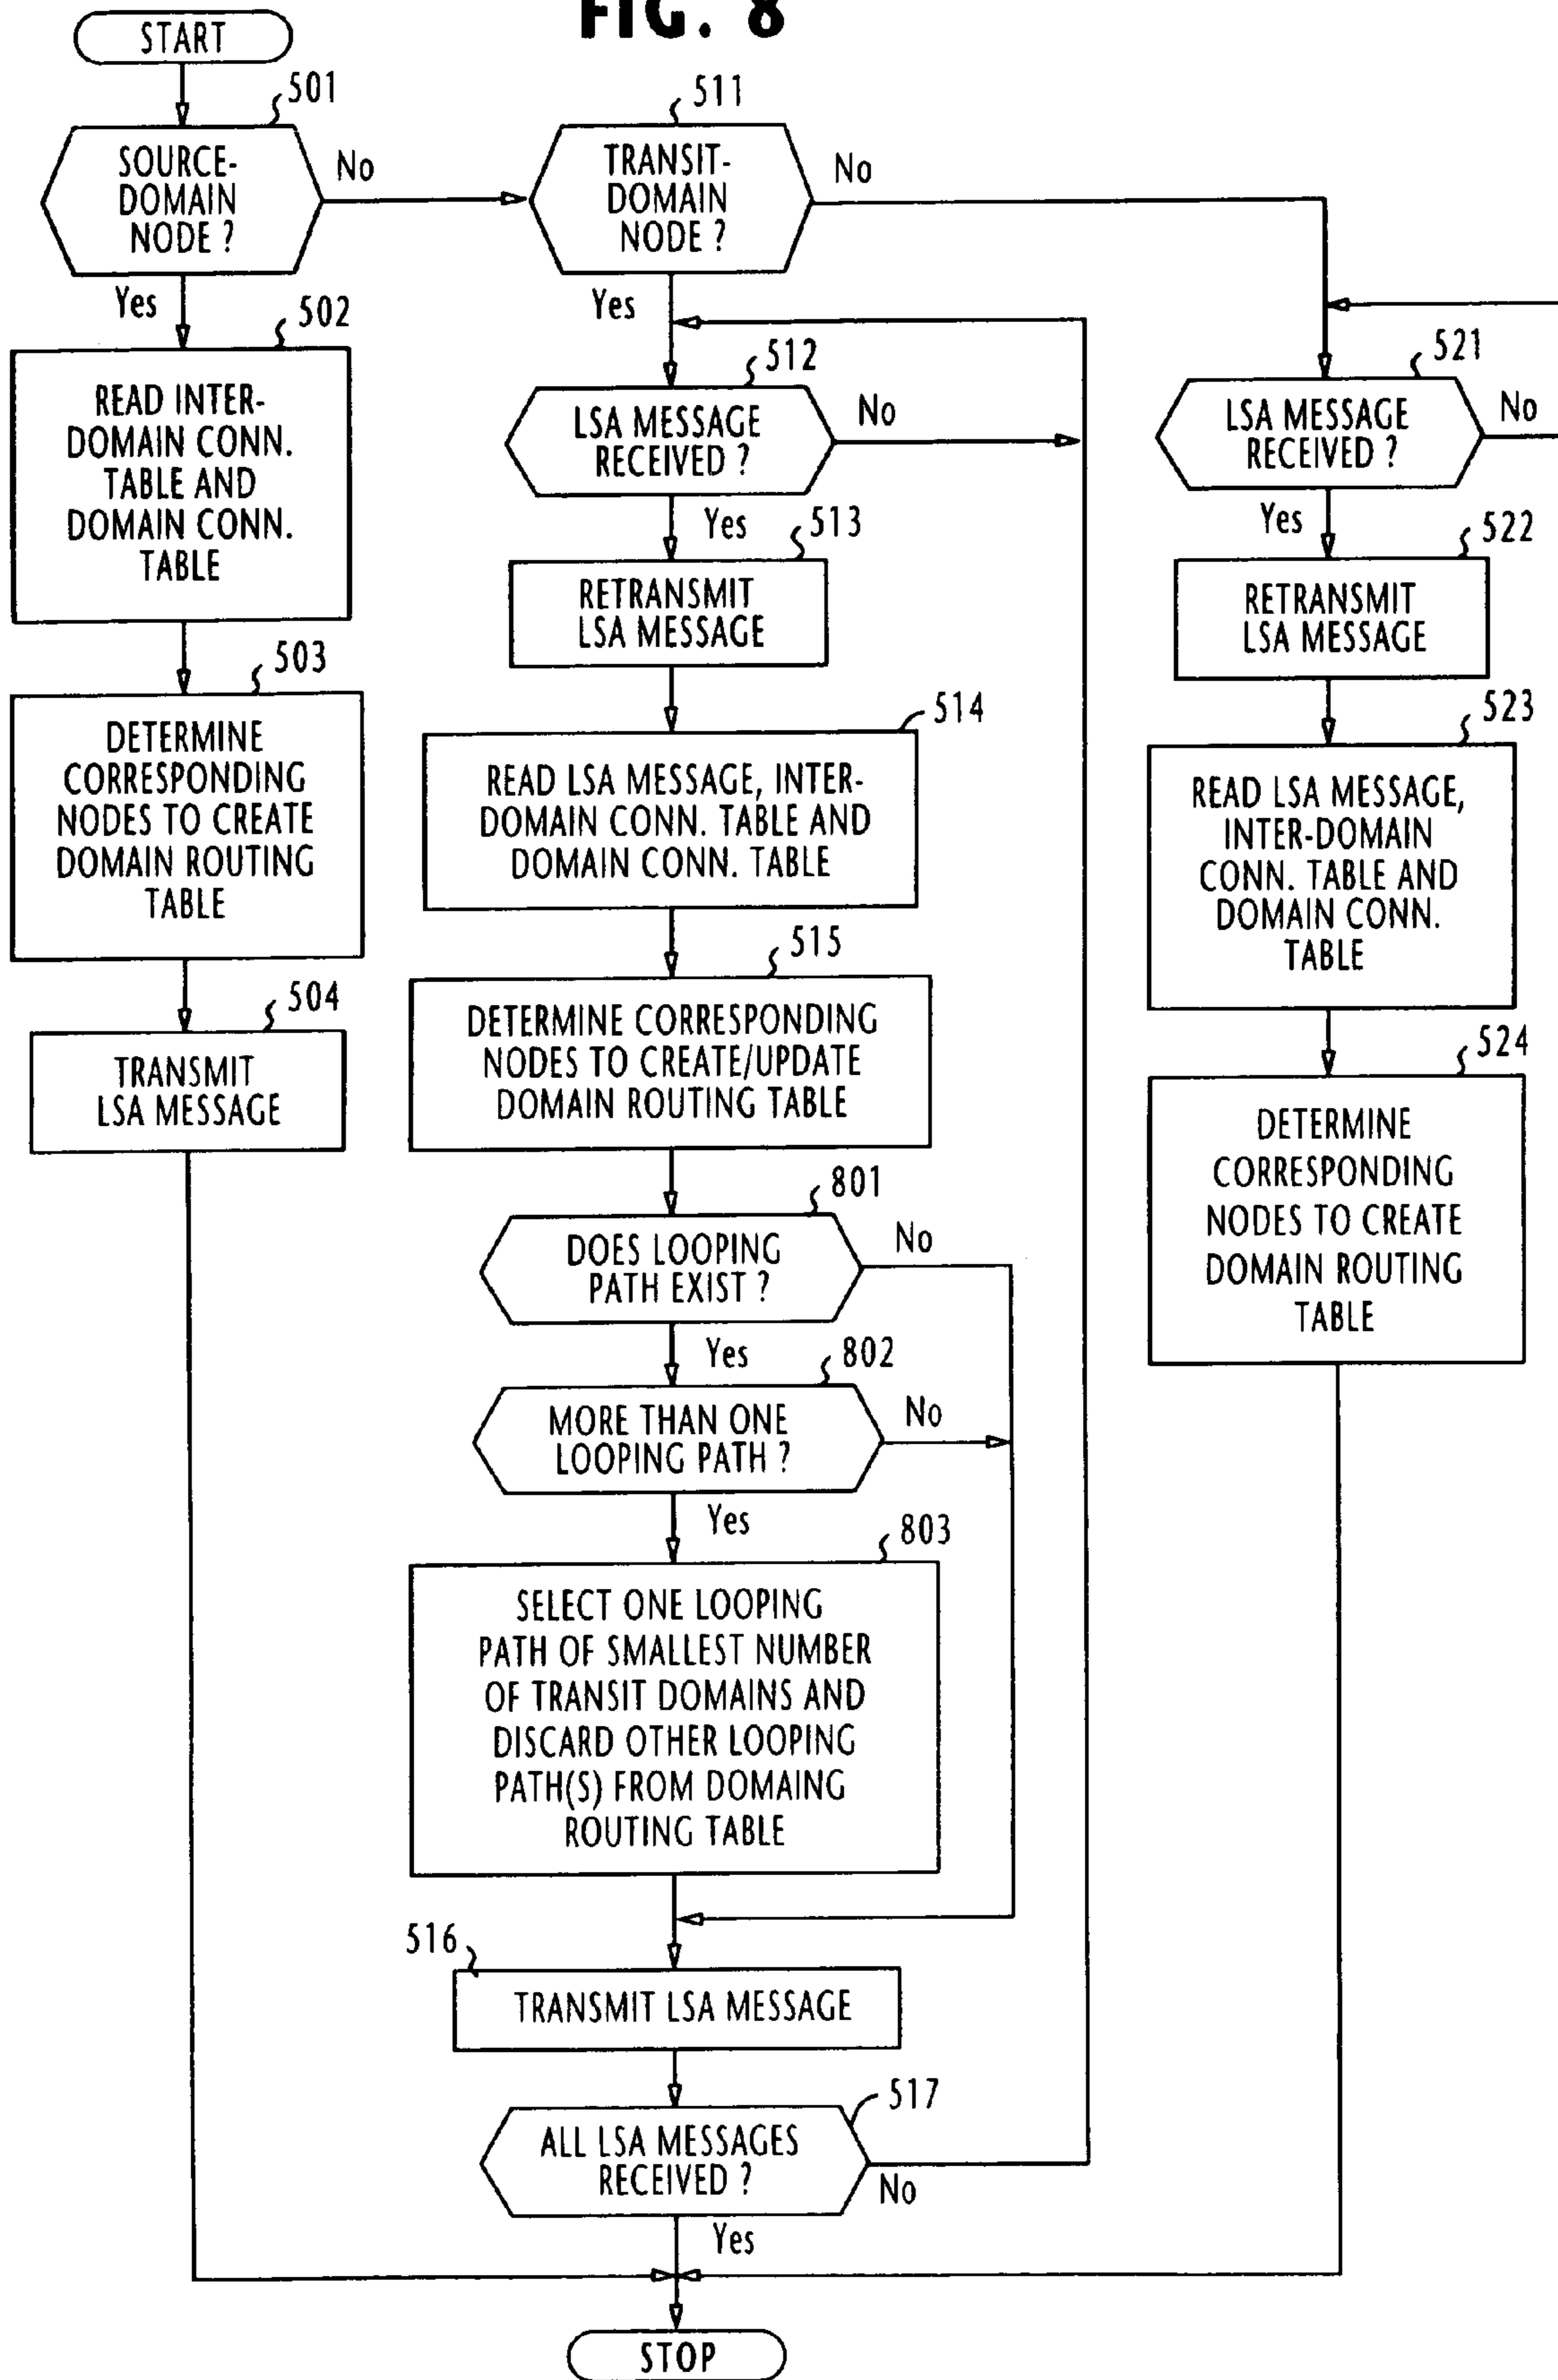 FIG. 8
START
501
SOURCE-
DOMAIN
NODE ?
No
Yes
502
READ INTER-
DOMAIN CONN.
TABLE AND
DOMAIN CONN.
TABLE
503
DETERMINE
CORRESPONDING
NODES TO CREATE
DOMAIN ROUTING
TABLE
504
TRANSMIT
LSA MESSAGE
511
TRANSIT-
DOMAIN
NODE ?
No
Yes
512
LSA MESSAGE
RECEIVED ?
No
Yes
513
RETRANSMIT
LSA MESSAGE
514
READ LSA MESSAGE, INTER-
DOMAIN CONN. TABLE AND
DOMAIN CONN. TABLE
515
DETERMINE CORRESPONDING
NODES TO CREATE/UPDATE
DOMAIN ROUTING TABLE
801
DOES LOOPING
PATH EXIST ?
No
Yes
802
MORE THAN ONE
LOOPING PATH ?
No
Yes
803
SELECT ONE LOOPING
PATH OF SMALLEST NUMBER
OF TRANSIT DOMAINS AND
DISCARD OTHER LOOPING
PATH(S) FROM DOMAING
ROUTING TABLE
516
TRANSMIT LSA MESSAGE
517
ALL LSA MESSAGES
RECEIVED ?
No
Yes
521
LSA MESSAGE
RECEIVED ?
No
Yes
522
RETRANSMIT
LSA MESSAGE
523
READ LSA MESSAGE,
INTER-DOMAIN
CONN. TABLE AND
DOMAIN CONN.
TABLE
524
DETERMINE
CORRESPONDING
NODES TO CREATE
DOMAIN ROUTING
TABLE
STOP